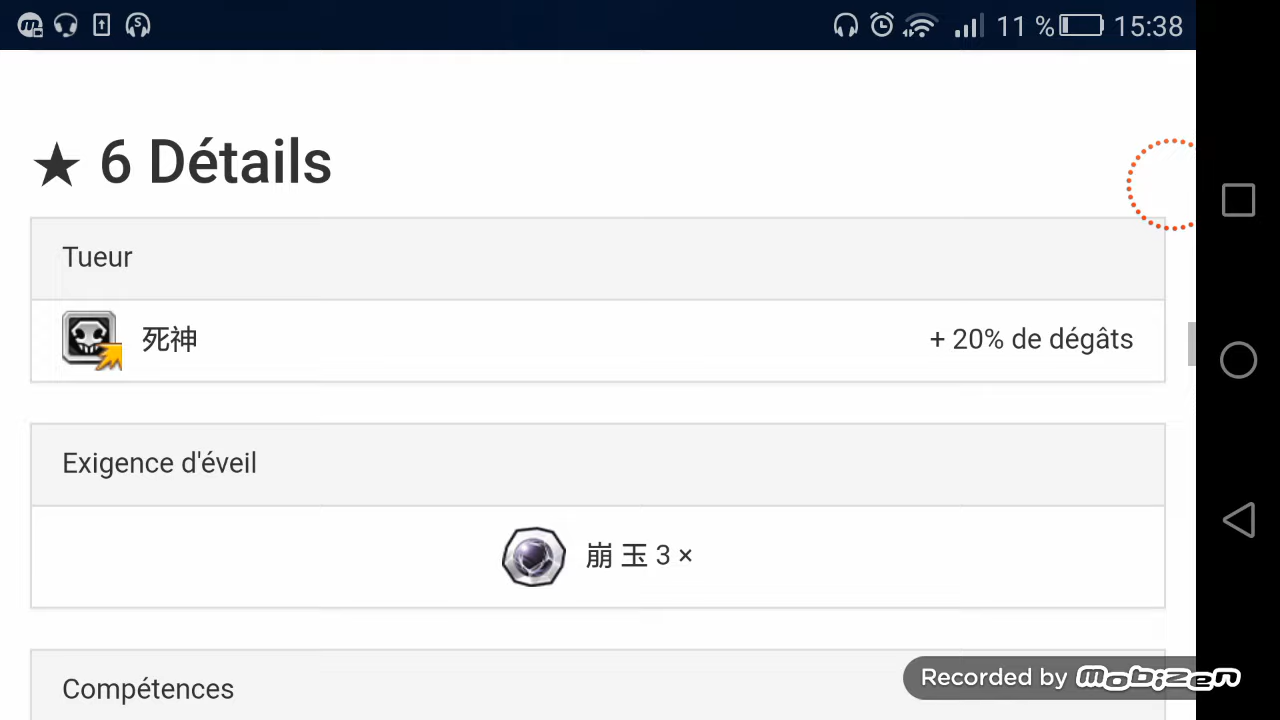 11 % 15:38
★ 6 Détails
Tueur
死神 + 20% de dégâts
Exigence d'éveil
崩 玉 3 ×
Compétences
Recorded by mobizen